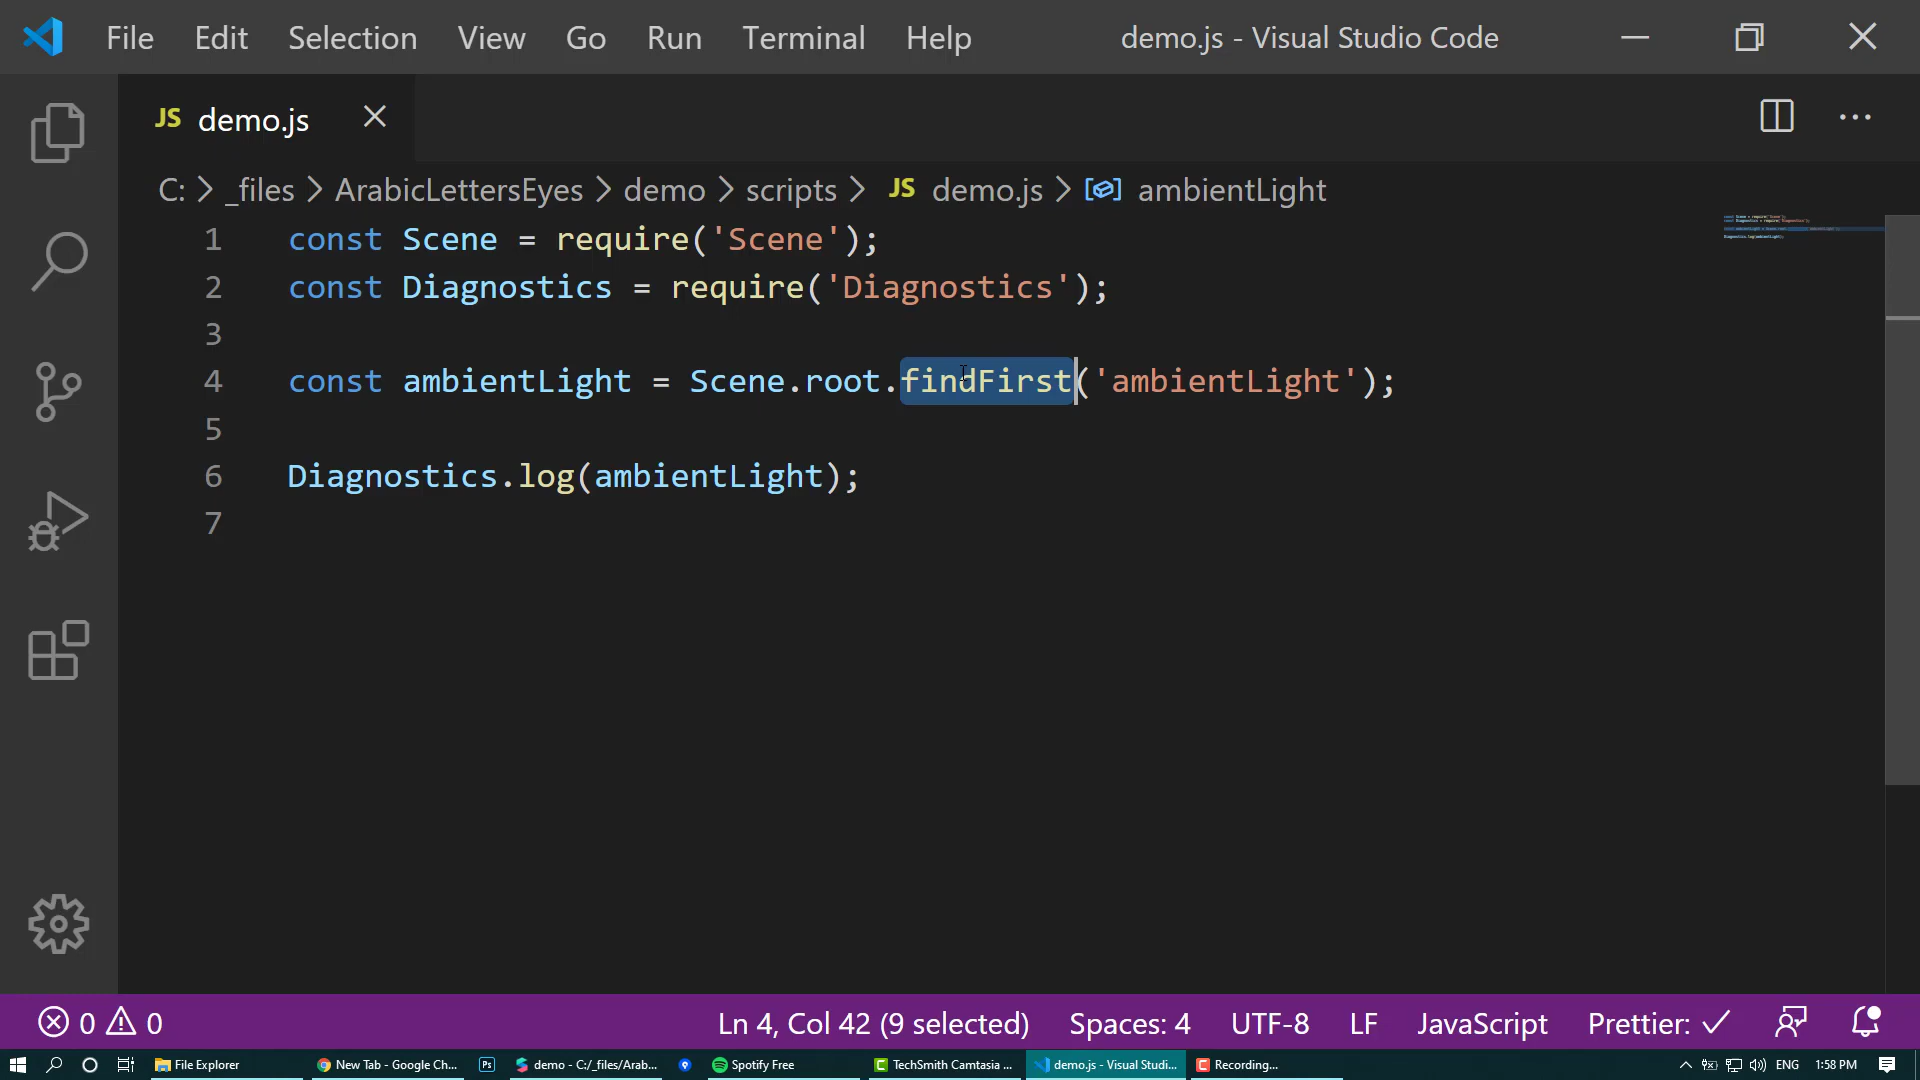 File Edit Selection View Go Run Terminal Help demo.js - Visual Studio Code
JS demo.js
C: > _files > ArabicLettersEyes > demo > scripts > JS demo.js > ambientLight
1 const Scene = require('Scene');
2 const Diagnostics = require('Diagnostics');
3
4 const ambientLight = Scene.root.findFirst('ambientLight');
5
6 Diagnostics.log(ambientLight);
7
0 0 Ln 4, Col 42 (9 selected) Spaces: 4 UTF-8 LF JavaScript Prettier: ✓
File Explorer New Tab - Google Ch... Ps demo - C:/_files/Arab... Spotify Free TechSmith Camtasia ... demo.js - Visual Studi... Recording... ENG 1:58 PM